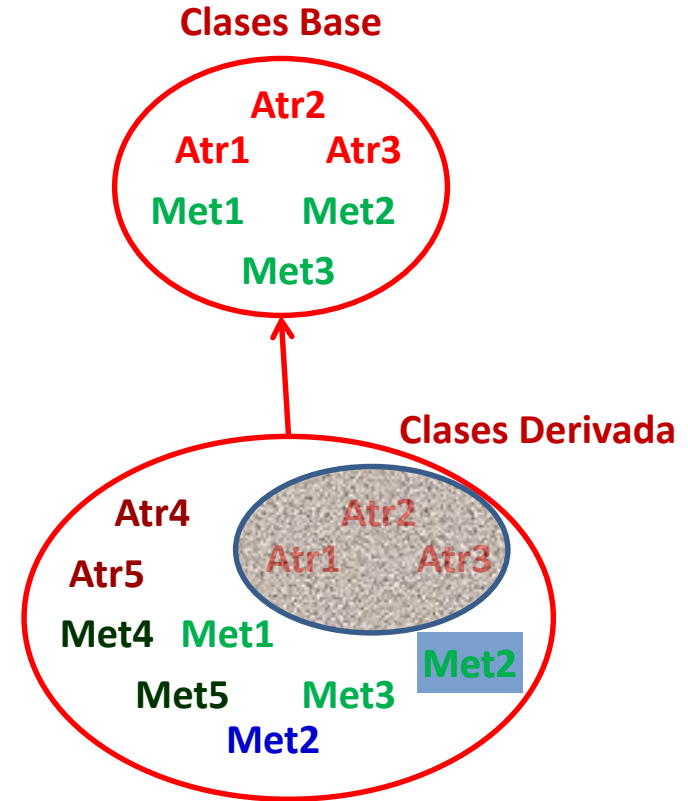 Clases Base
Atr2
Atr1 Atr3
Met1 Met2
Met3
Clases Derivada
Atr4 Atr2
Atr5 Atr1 Atr3
Met4 Met1 Met2
Met5 Met3
Met2